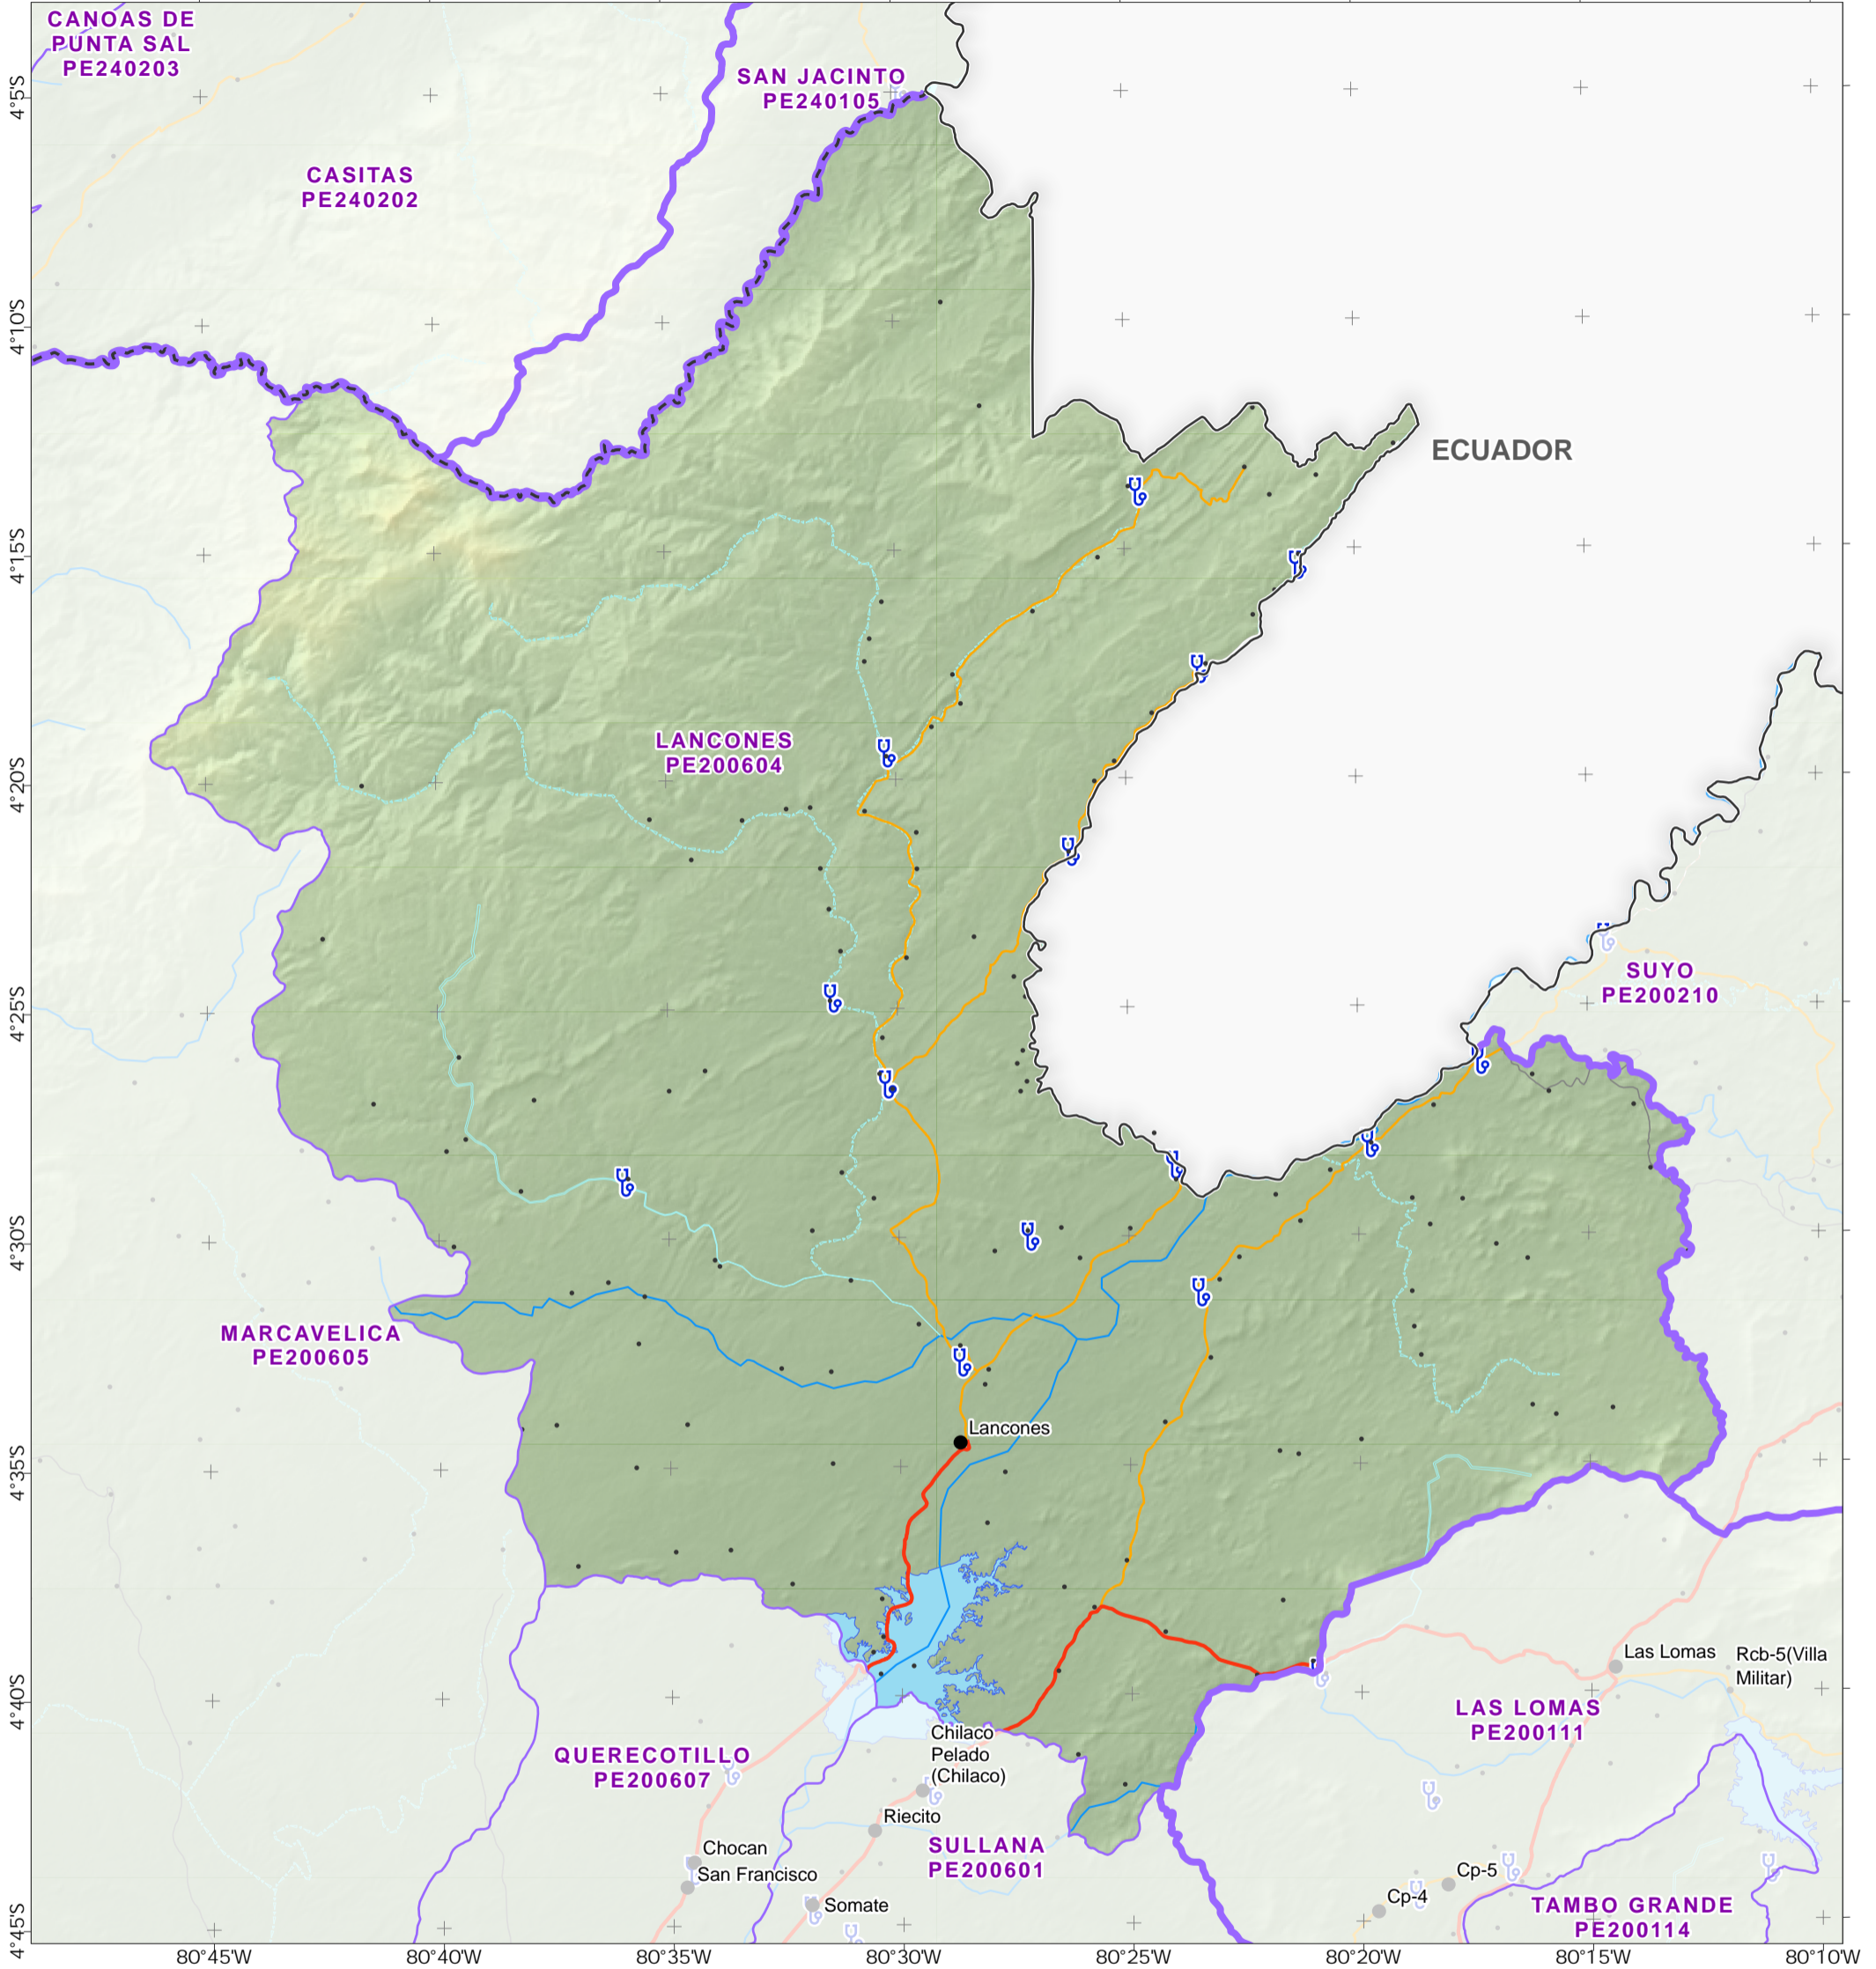 CANOAS DE
PUNTA SAL
PE240203
SAN JACINTO
PE240105
CASITAS
PE240202
ECUADOR
LANCONES
PE200604
SUYO
PE200210
MARCAVELICA
PE200605
Lancones
Las Lomas
Rcb-5(Villa
Militar)
LAS LOMAS
PE200111
QUERECOTILLO
PE200607
Chilaco
Pelado
(Chilaco)
Riecito
SULLANA
PE200601
Chocan
San Francisco
Somate
Cp-5
Cp-4
TAMBO GRANDE
PE200114
4°5'S
4°10'S
4°15'S
4°20'S
4°25'S
4°30'S
4°35'S
4°40'S
4°45'S
80°45'W
80°40'W
80°35'W
80°30'W
80°25'W
80°20'W
80°15'W
80°10'W